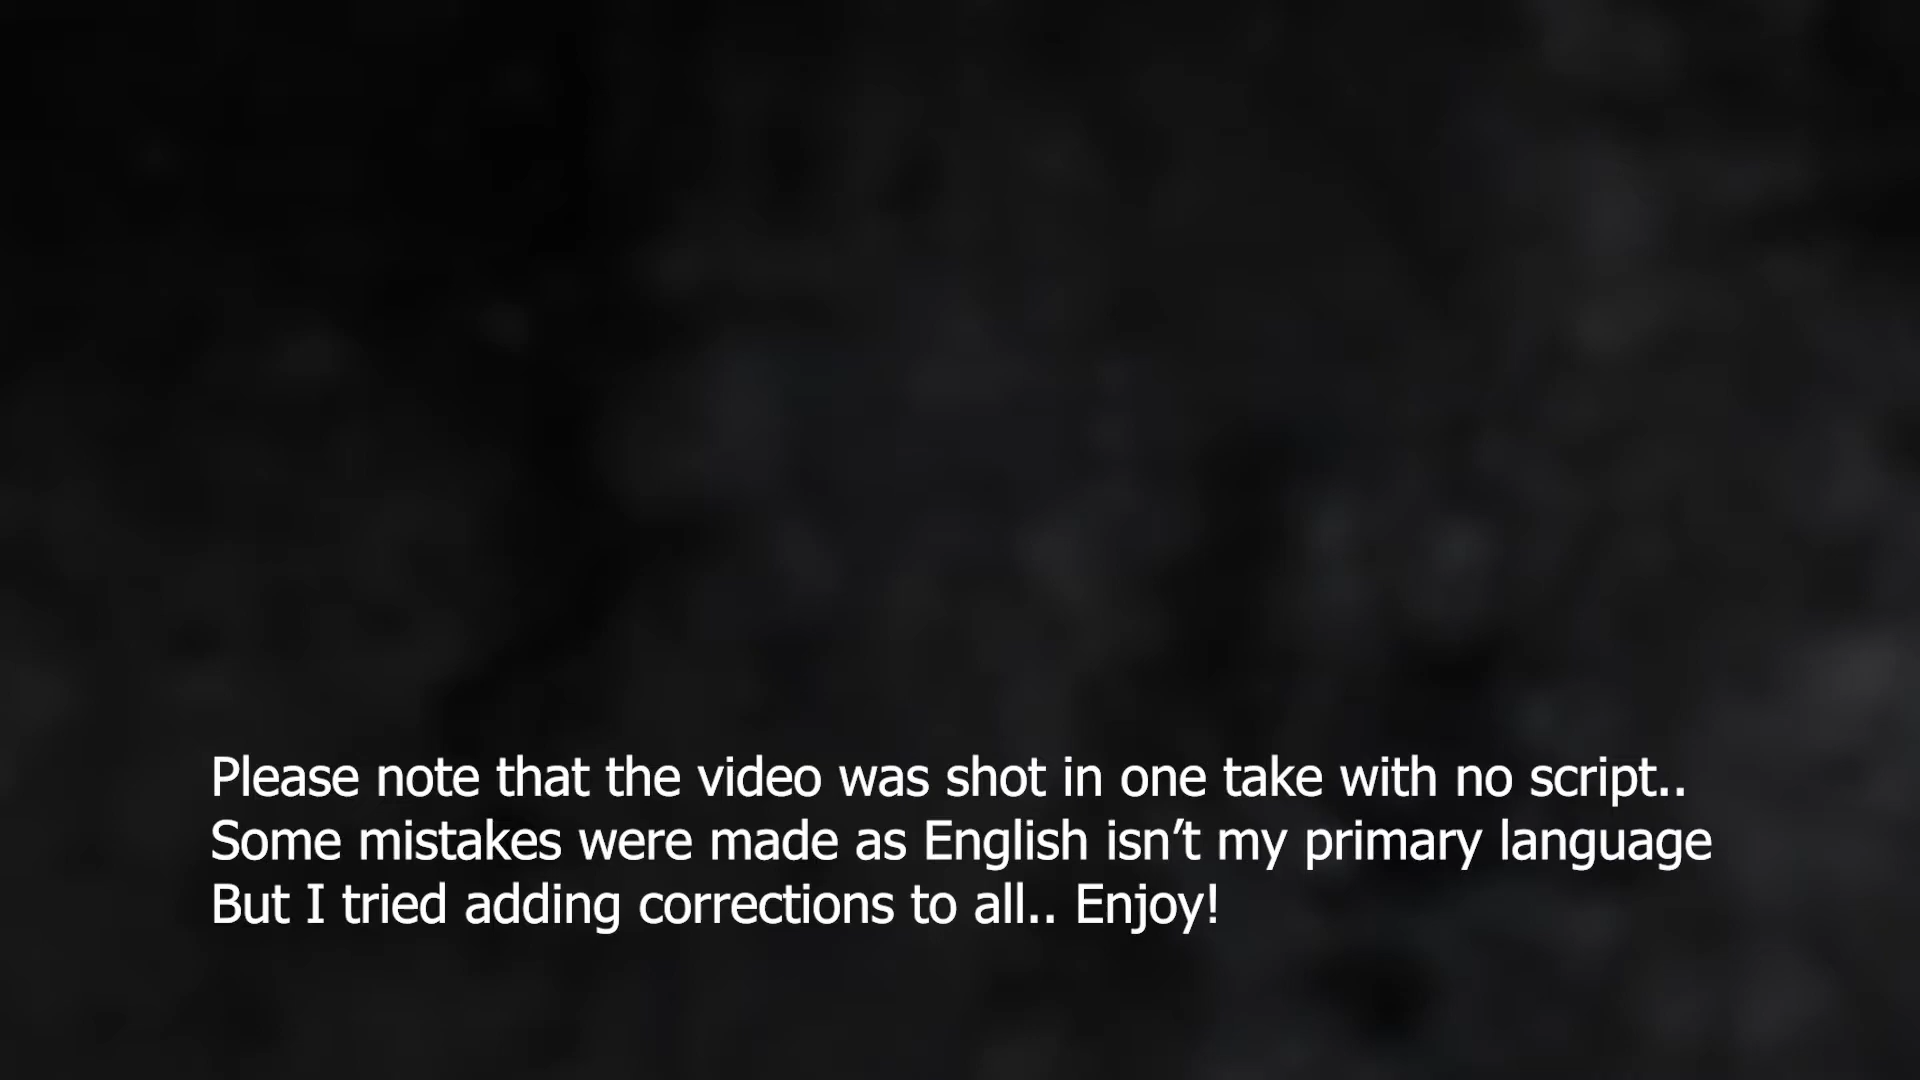 Please note that the video was shot in one take with no script..
Some mistakes were made as English isn’t my primary language
But I tried adding corrections to all.. Enjoy!